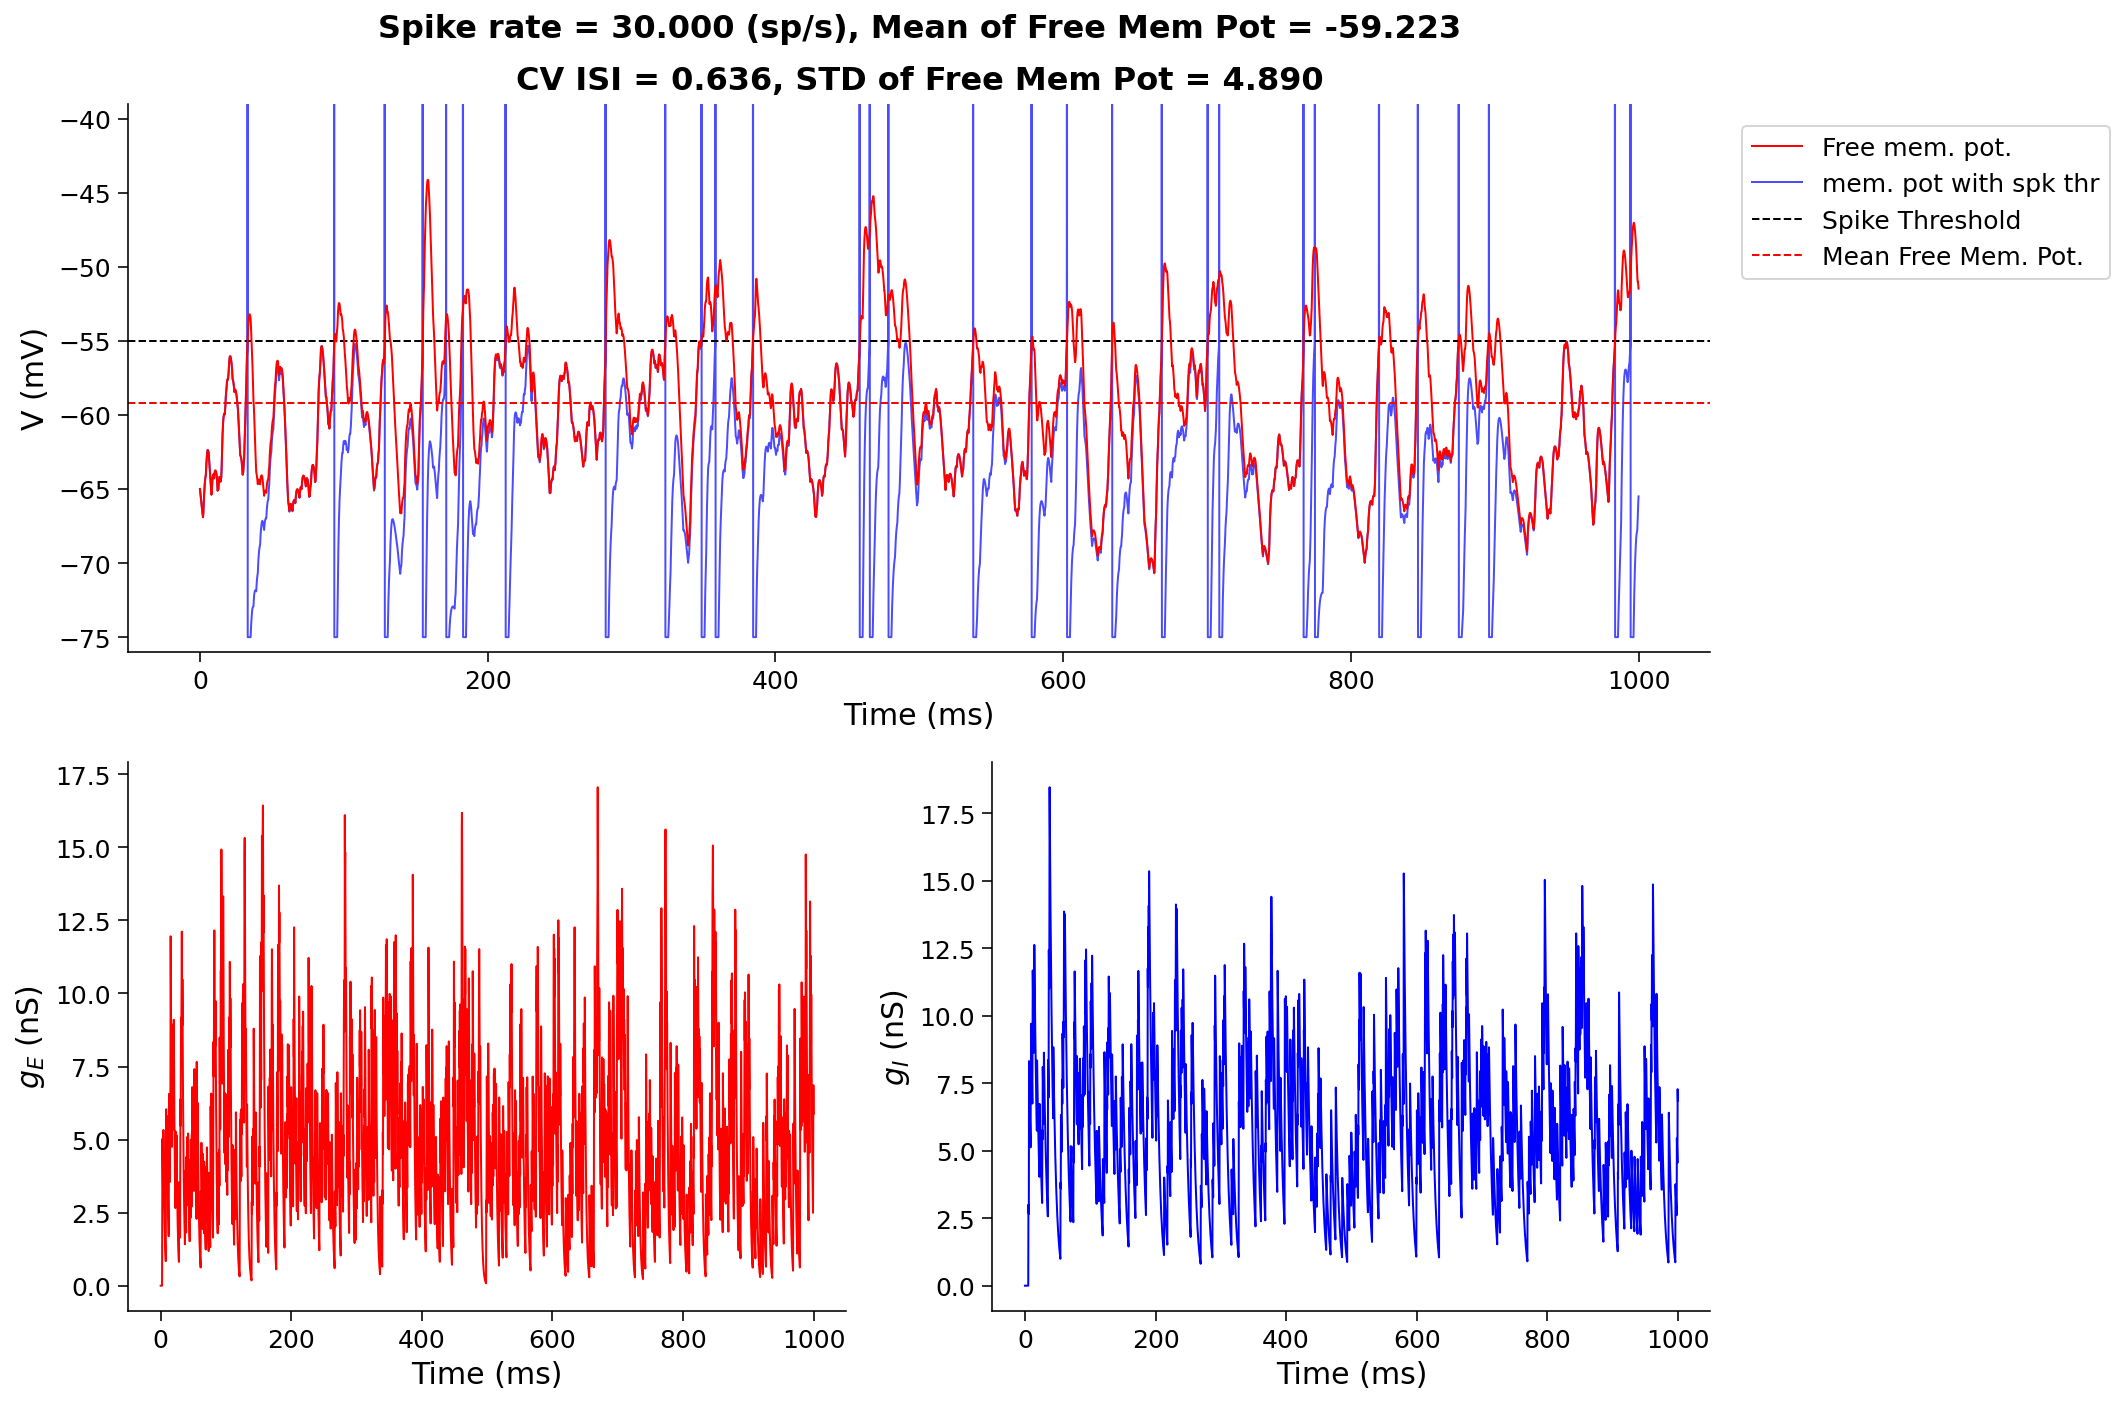 Spike rate = 30.000 (sp/s), Mean of Free Mem Pot = -59.223
CV ISI = 0.636, STD of Free Mem Pot = 4.890
−40
−45
−50
−55
−60
−65
−70
−75
V (mV)
0 200 400 600 800 1000
Time (ms)
Free mem. pot.
mem. pot with spk thr
Spike Threshold
Mean Free Mem. Pot.
17.5
15.0
12.5
10.0
7.5
5.0
2.5
0.0
g_E (nS)
0 200 400 600 800 1000
Time (ms)
17.5
15.0
12.5
10.0
7.5
5.0
2.5
0.0
g_I (nS)
0 200 400 600 800 1000
Time (ms)